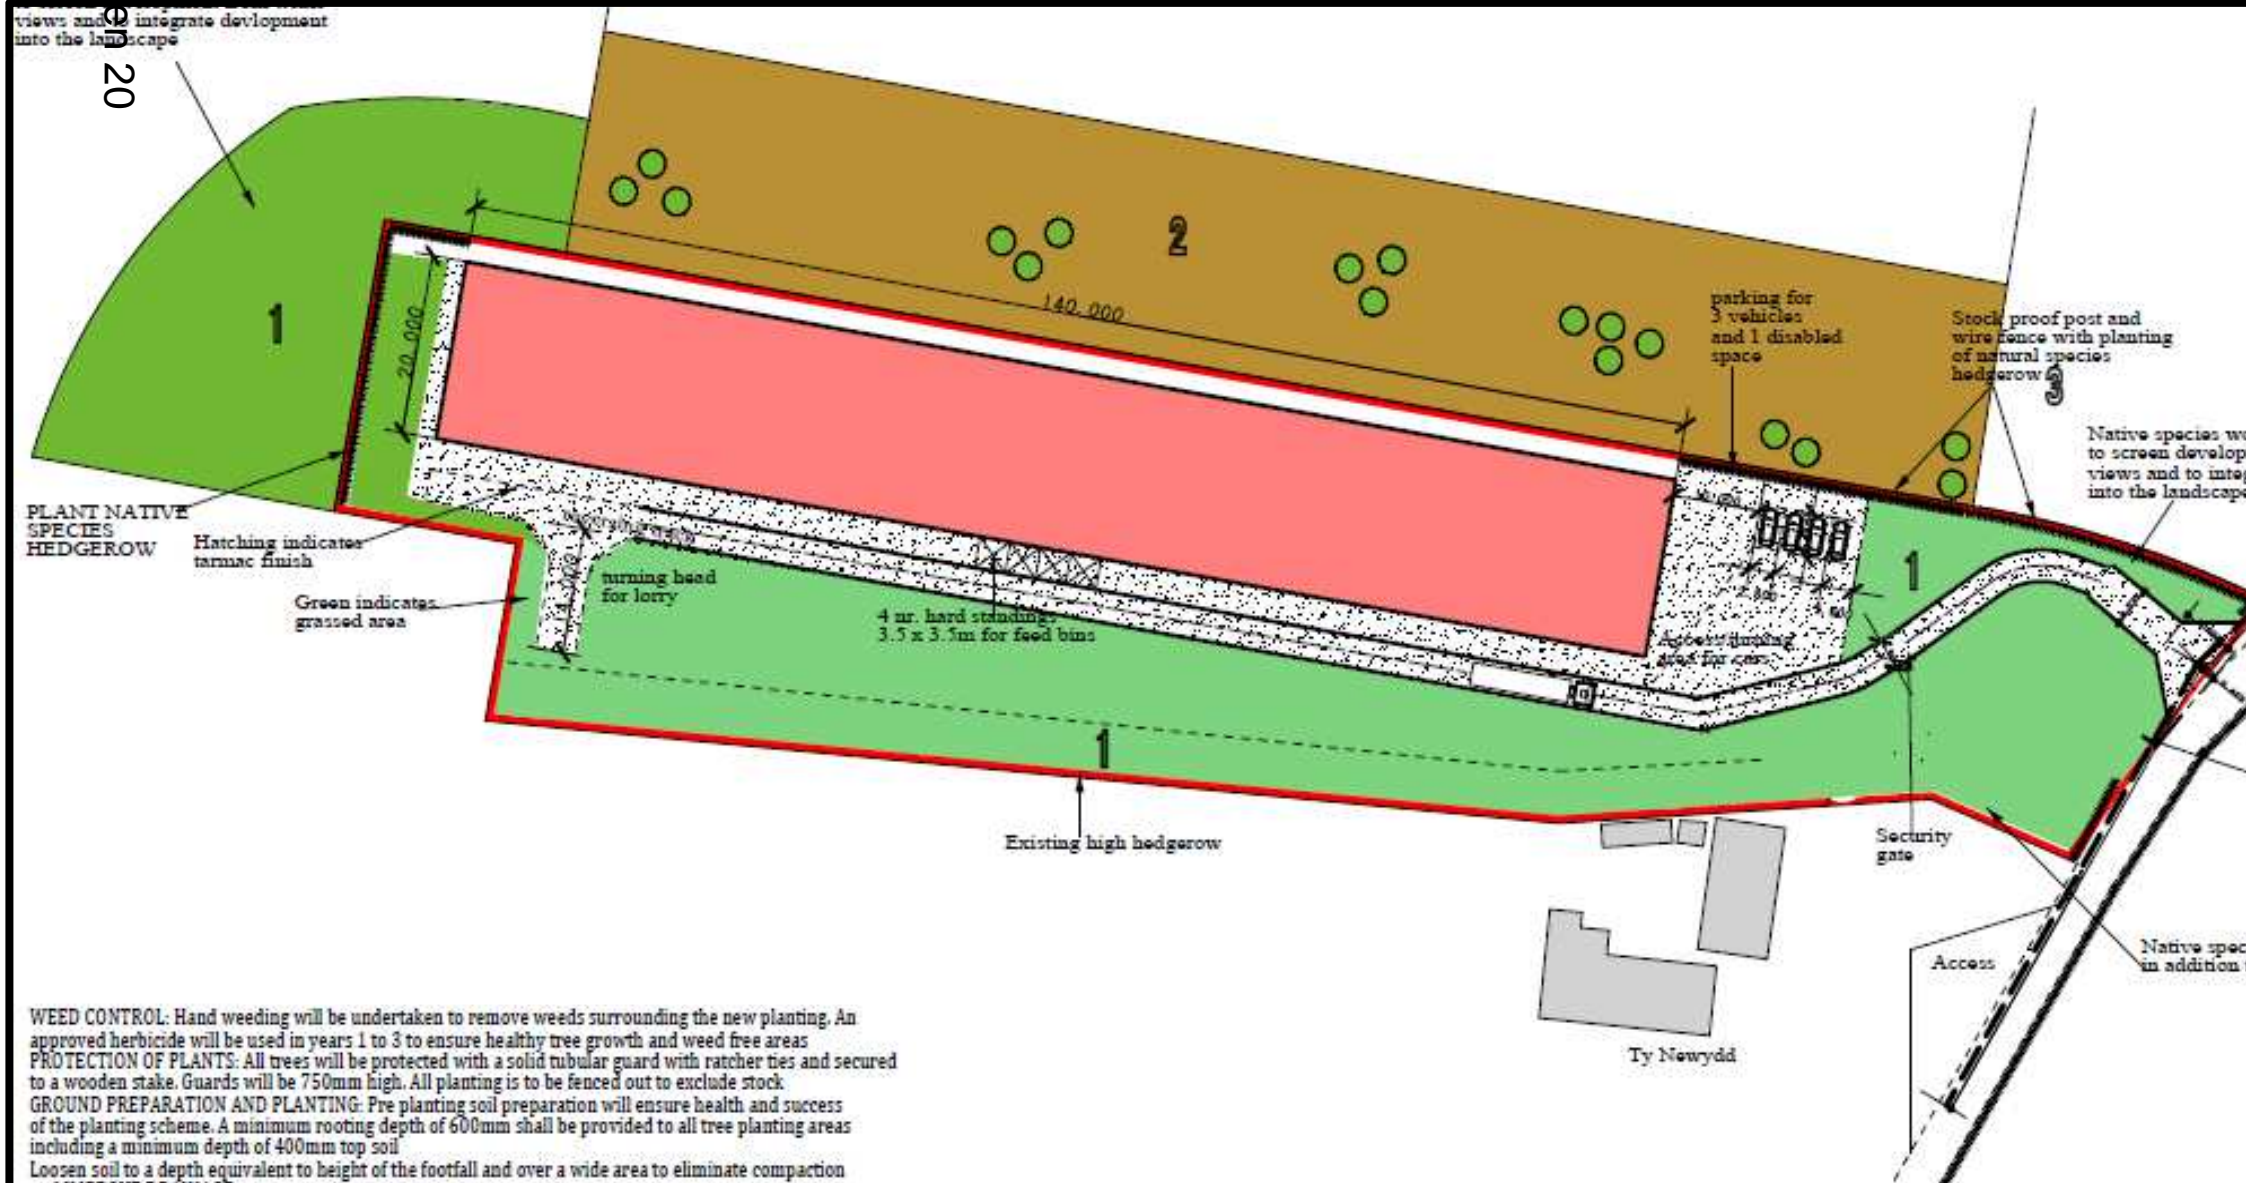 views and to integrate devlopment
into the landscape
en 20
1
2
140. 000
20. 000
parking for
3 vehicles
and 1 disabled
space
Stock proof post and
wire fence with planting
of natural species
hedgerow
3
Native species
to screen
views and to
into the landscape
PLANT NATIVE
SPECIES
HEDGEROW
Hatching indicates
tarmac finish
Green indicates
grassed area
turning head
for lorry
4 nr. hard standings
3.5 x 3.5m for feed bins
area for
1
1
Existing high hedgerow
Security
gate
Access
Native
in addition
Ty Newydd
WEED CONTROL: Hand weeding will be undertaken to remove weeds surrounding the new planting. An
approved herbicide will be used in years 1 to 3 to ensure healthy tree growth and weed free areas
PROTECTION OF PLANTS: All trees will be protected with a solid tubular guard with ratcher ties and secured
to a wooden stake. Guards will be 750mm high. All planting is to be fenced out to exclude stock
GROUND PREPARATION AND PLANTING: Pre planting soil preparation will ensure health and success
of the planting scheme. A minimum rooting depth of 600mm shall be provided to all tree planting areas
including a minimum depth of 400mm top soil
Loosen soil to a depth equivalent to height of the footfall and over a wide area to eliminate compaction